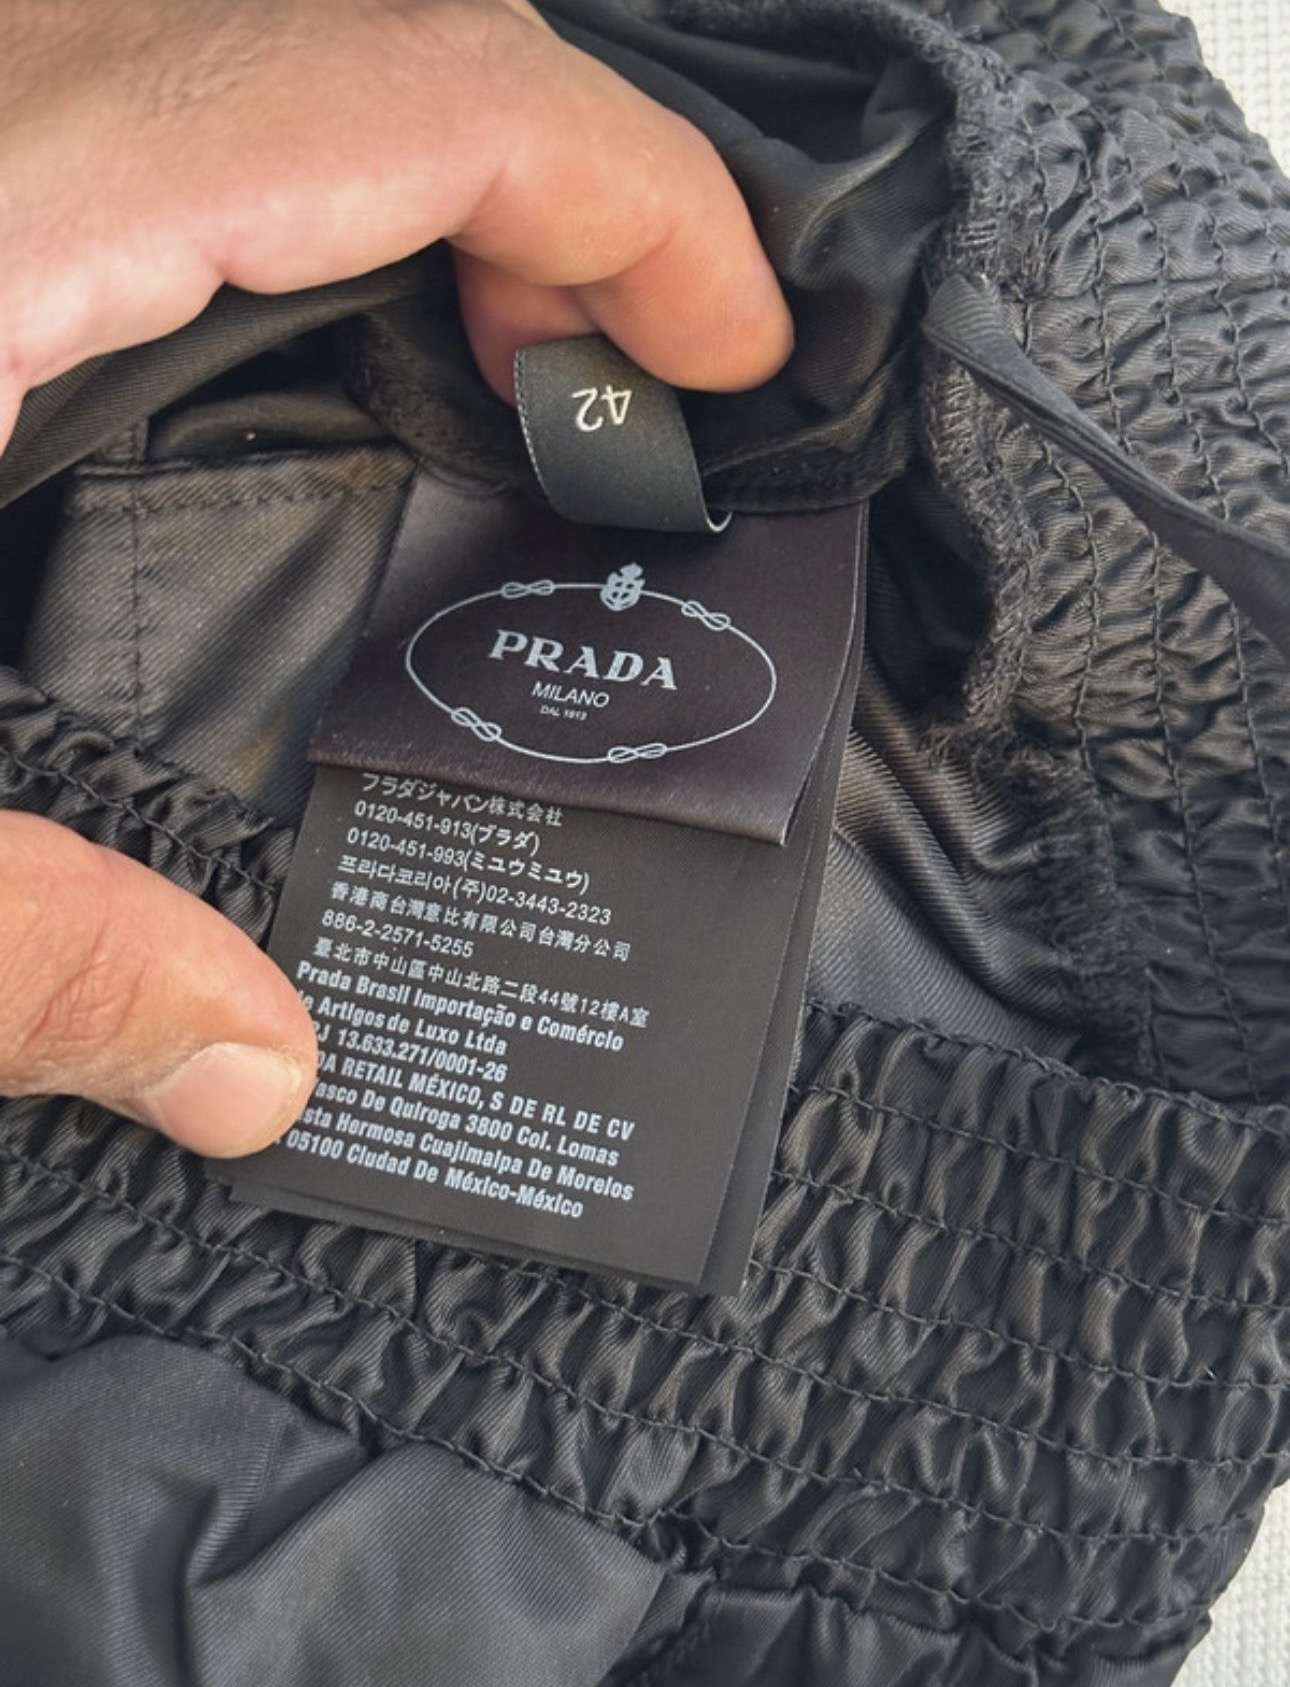 42
PRADA
MILANO
DAL 1913
プラダジャパン株式会社
0120-451-913(プラダ)
0120-451-993(ミュウミュウ)
프라다코리아(주)02-3443-2323
香港商台灣意比有限公司台灣分公司
886-2-2571-5255
臺北市中山區中山北路二段44號12樓A室
Prada Brasil Importação e Comércio
Artigos de Luxo Ltda
13.633.271/0001-26
RETAIL MÉXICO, S DE RL DE CV
De Quiroga 3800 Col. Lomas
Hermosa Cuajimalpa De Morelos
05100 Ciudad De México-México